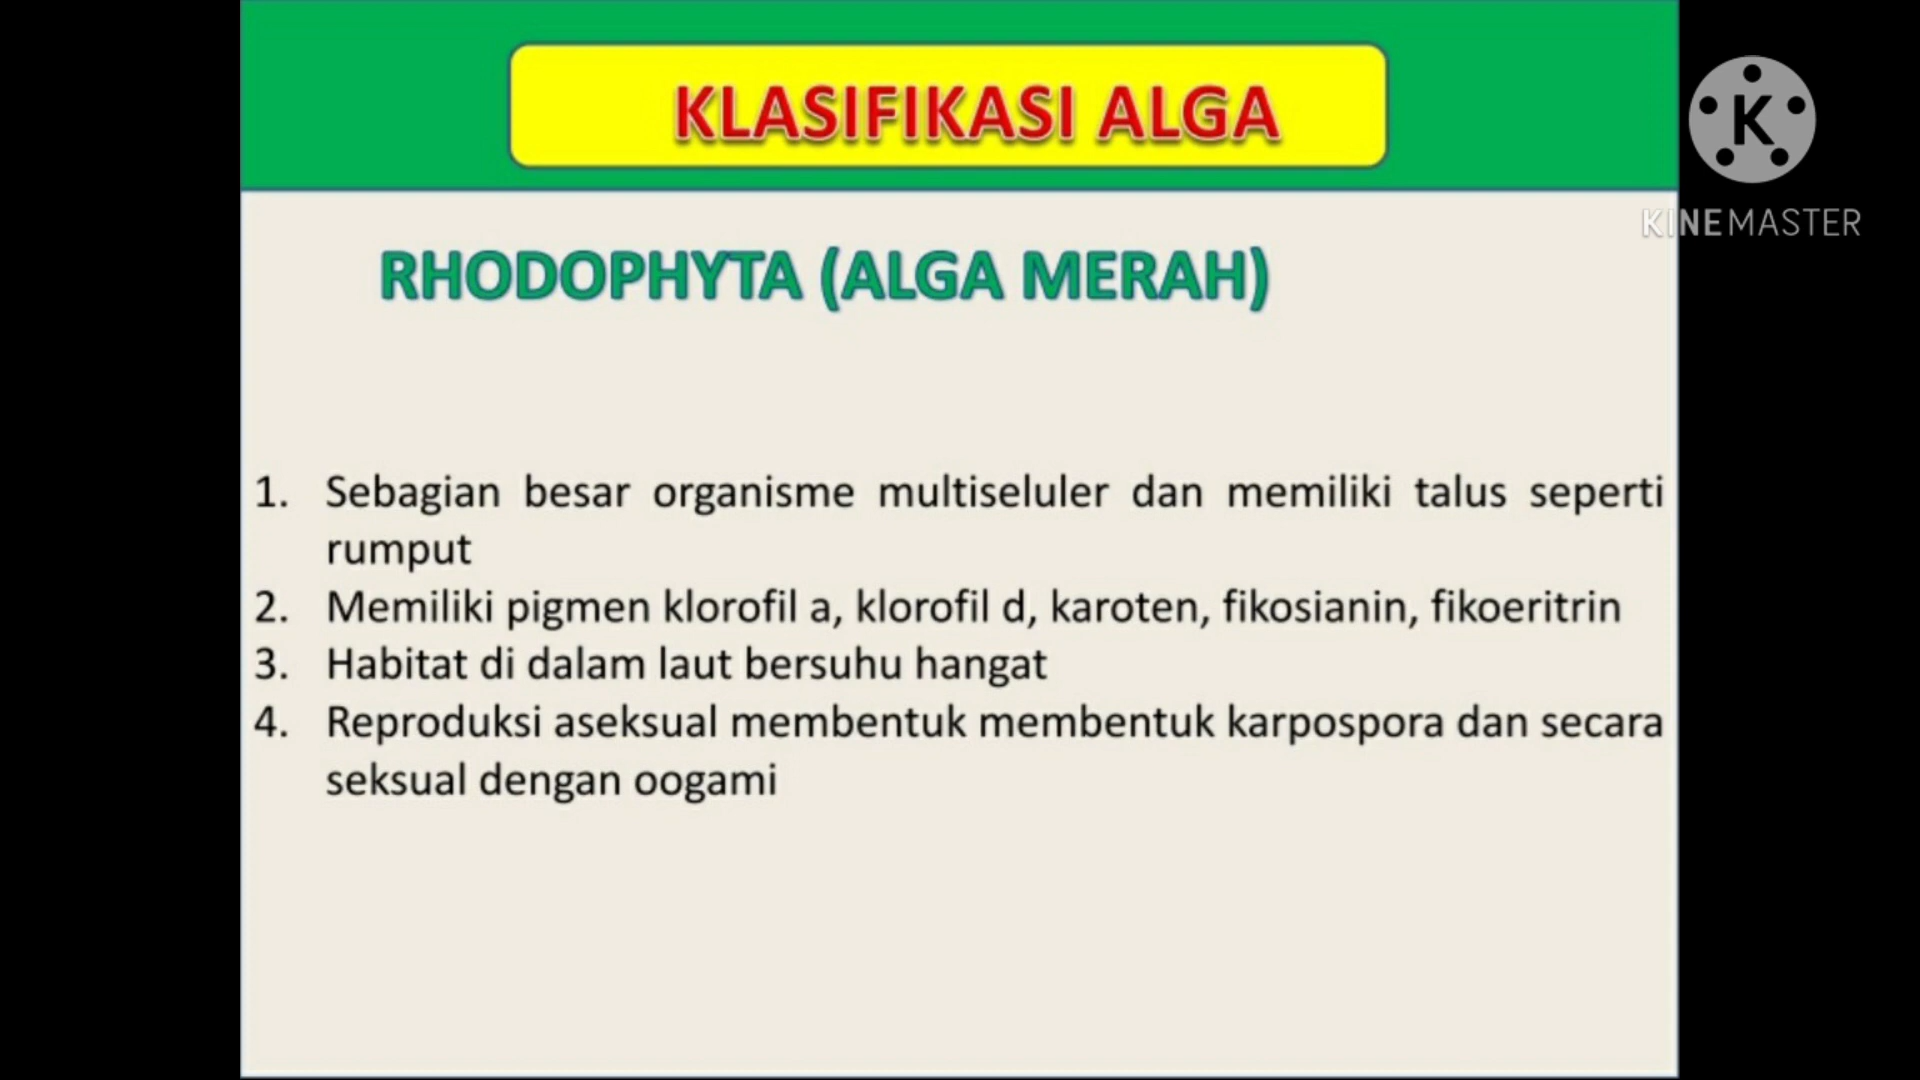 KLASIFIKASI ALGA
K
KINEMASTER
RHODOPHYTA (ALGA MERAH)
1. Sebagian besar organisme multiseluler dan memiliki talus seperti
rumput
2. Memiliki pigmen klorofil a, klorofil d, karoten, fikosianin, fikoeritrin
3. Habitat di dalam laut bersuhu hangat
4. Reproduksi aseksual membentuk membentuk karpospora dan secara
seksual dengan oogami